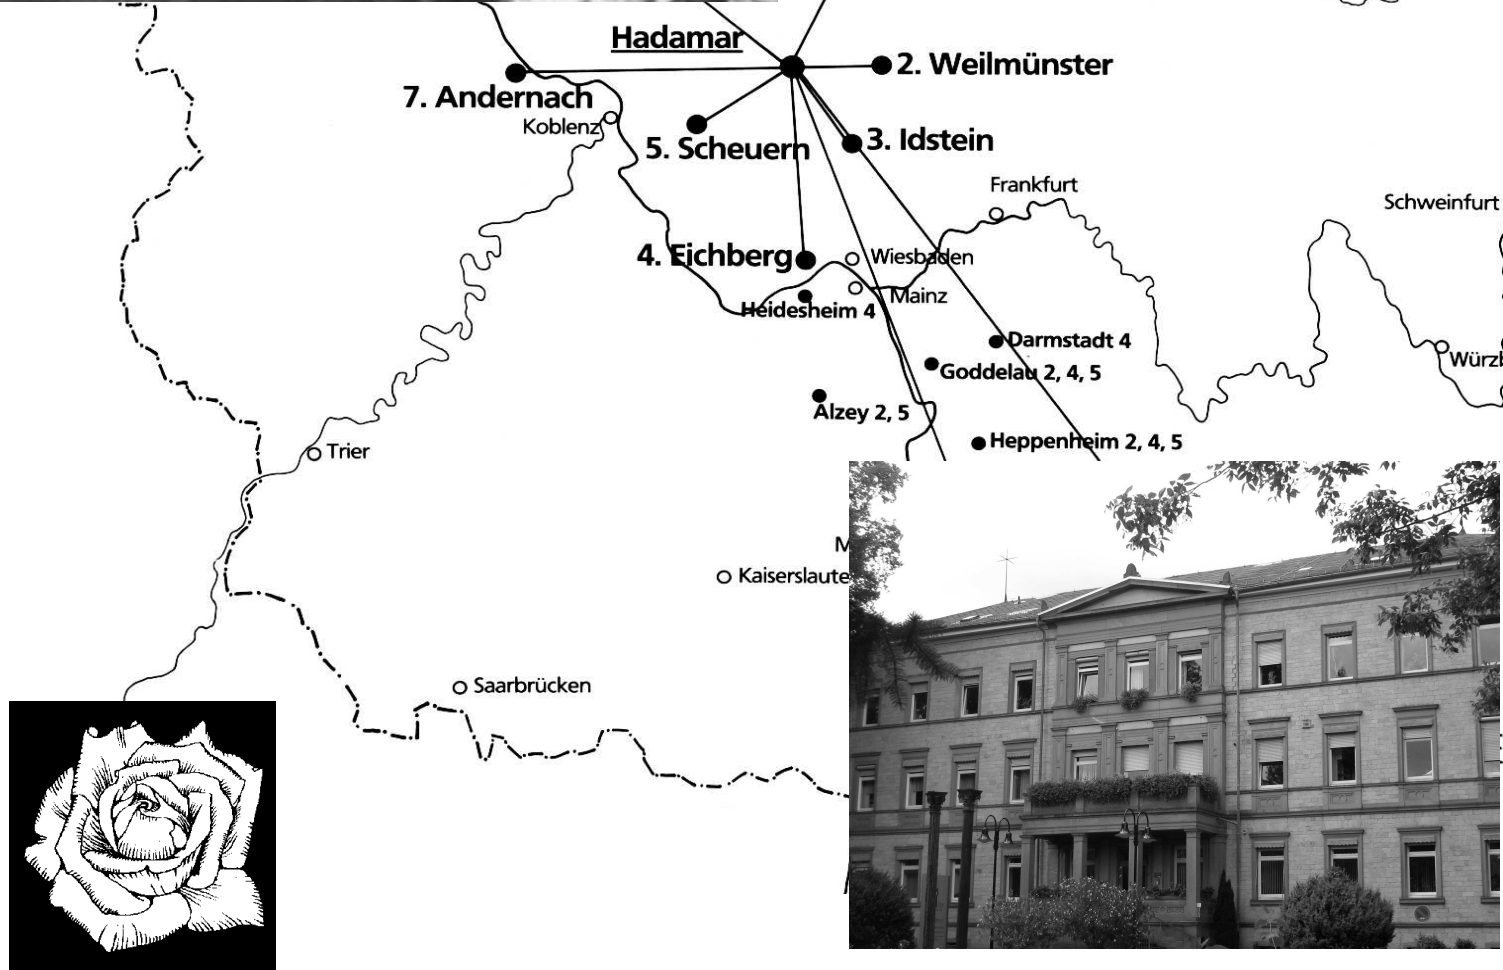 Hadamar
2. Weilmünster
7. Andernach
Koblenz
5. Scheuern
3. Idstein
Frankfurt
Schweinfurt
4. Eichberg
Wiesbaden
Mainz
Heidesheim 4
Darmstadt 4
Goddelau 2, 4, 5
Würzb
Alzey 2, 5
Heppenheim 2, 4, 5
Trier
M
Kaiserslaute
Saarbrücken